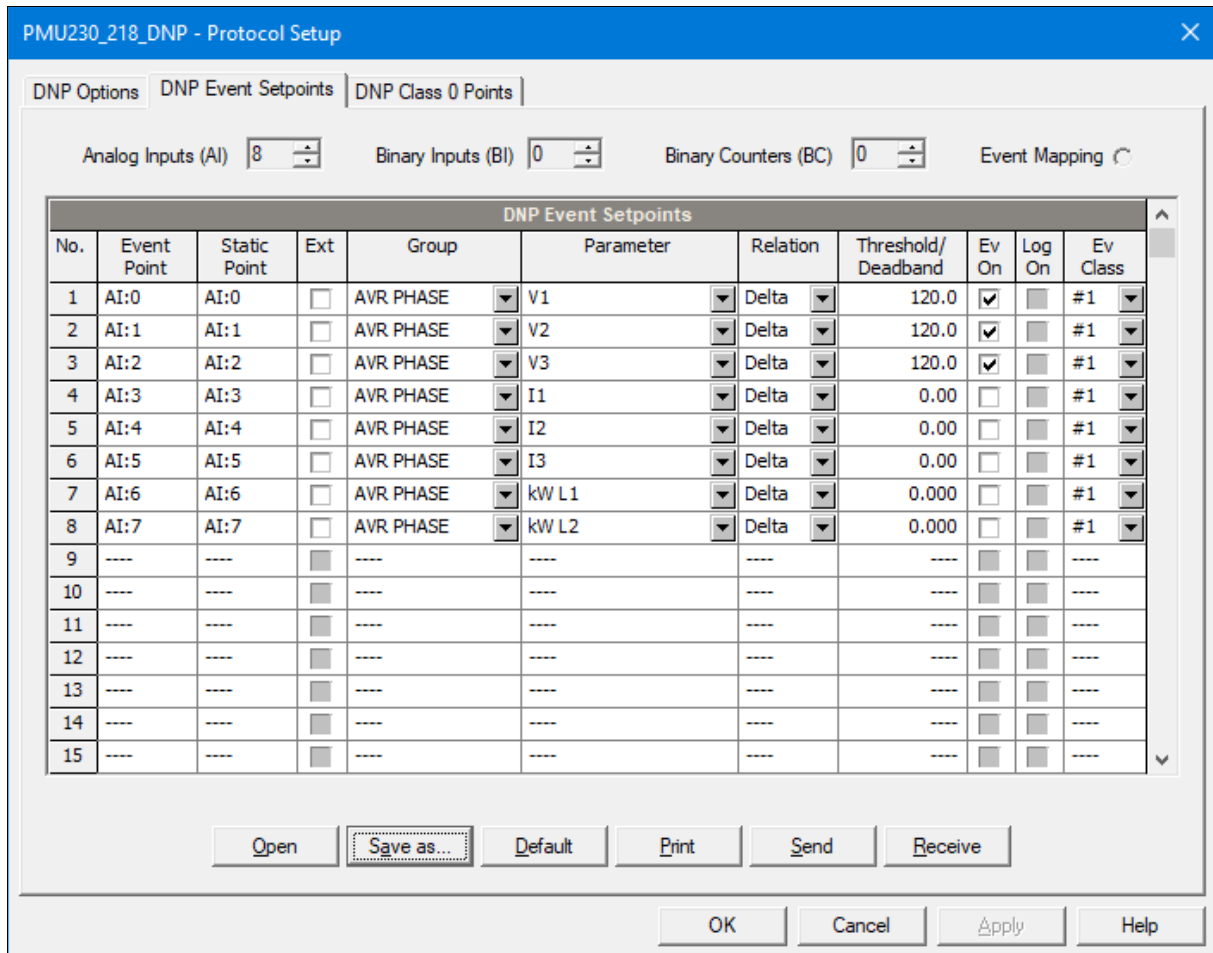 PMU230_218_DNP - Protocol Setup
DNP Options DNP Event Setpoints DNP Class 0 Points
Analog Inputs (AI) 8 Binary Inputs (BI) 0 Binary Counters (BC) 0 Event Mapping
DNP Event Setpoints
No. Event Point Static Point Ext Group Parameter Relation Threshold/ Deadband Ev On Log On Ev Class
1 AI:0 AI:0 AVR PHASE V1 Delta 120.0 #1
2 AI:1 AI:1 AVR PHASE V2 Delta 120.0 #1
3 AI:2 AI:2 AVR PHASE V3 Delta 120.0 #1
4 AI:3 AI:3 AVR PHASE I1 Delta 0.00 #1
5 AI:4 AI:4 AVR PHASE I2 Delta 0.00 #1
6 AI:5 AI:5 AVR PHASE I3 Delta 0.00 #1
7 AI:6 AI:6 AVR PHASE kW L1 Delta 0.000 #1
8 AI:7 AI:7 AVR PHASE kW L2 Delta 0.000 #1
9 ---- ---- ---- ---- ---- ---- ----
10 ---- ---- ---- ---- ---- ---- ----
11 ---- ---- ---- ---- ---- ---- ----
12 ---- ---- ---- ---- ---- ---- ----
13 ---- ---- ---- ---- ---- ---- ----
14 ---- ---- ---- ---- ---- ---- ----
15 ---- ---- ---- ---- ---- ---- ----
Open Save as... Default Print Send Receive
OK Cancel Apply Help